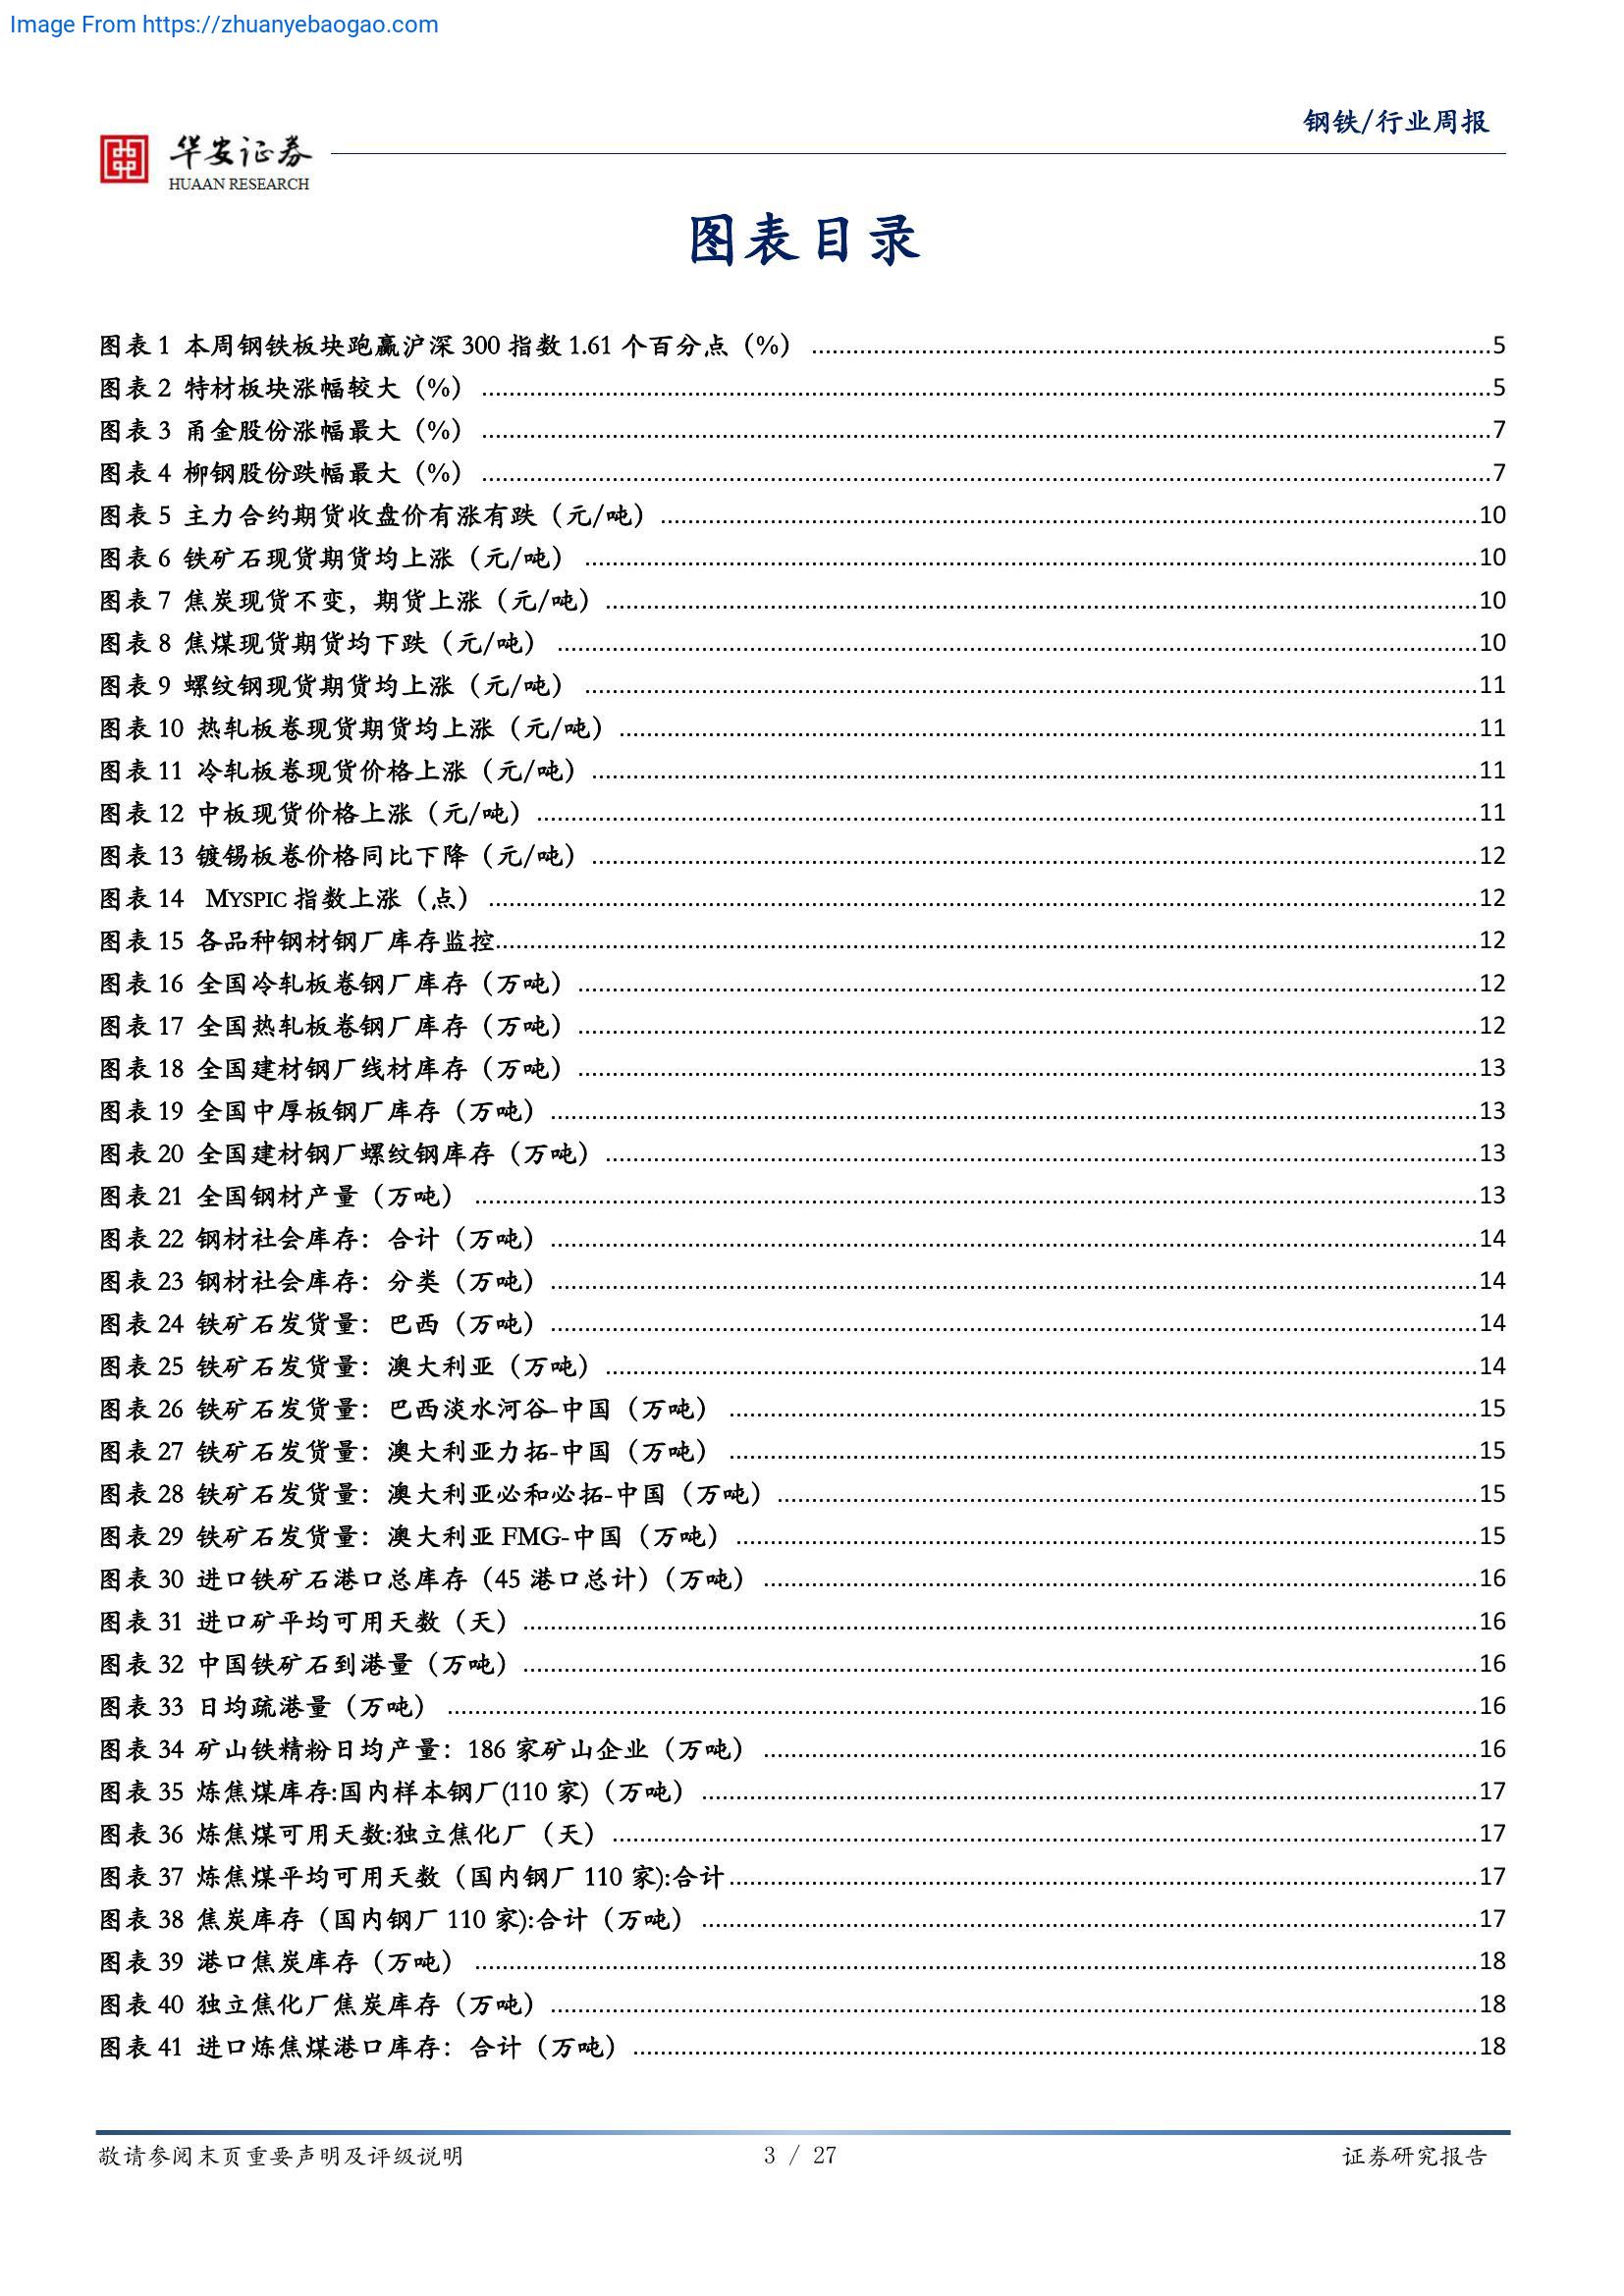 Image From https://zhuanyebaogao.com
钢铁/行业周报
华安证券
HUAAN RESEARCH
图表目录
图表 1 本周钢铁板块跑赢沪深 300 指数 1.61 个百分点（%）..........5
图表 2 特材板块涨幅较大（%）..........5
图表 3 甬金股份涨幅最大（%）..........7
图表 4 柳钢股份跌幅最大（%）..........7
图表 5 主力合约期货收盘价有涨有跌（元/吨）..........10
图表 6 铁矿石现货期货均上涨（元/吨）..........10
图表 7 焦炭现货不变，期货上涨（元/吨）..........10
图表 8 焦煤现货期货均下跌（元/吨）..........10
图表 9 螺纹钢现货期货均上涨（元/吨）..........11
图表 10 热轧板卷现货期货均上涨（元/吨）..........11
图表 11 冷轧板卷现货价格上涨（元/吨）..........11
图表 12 中板现货价格上涨（元/吨）..........11
图表 13 镀锡板卷价格同比下降（元/吨）..........12
图表 14 MYSPIC 指数上涨（点）..........12
图表 15 各品种钢材钢厂库存监控..........12
图表 16 全国冷轧板卷钢厂库存（万吨）..........12
图表 17 全国热轧板卷钢厂库存（万吨）..........12
图表 18 全国建材钢厂线材库存（万吨）..........13
图表 19 全国中厚板钢厂库存（万吨）..........13
图表 20 全国建材钢厂螺纹钢库存（万吨）..........13
图表 21 全国钢材产量（万吨）..........13
图表 22 钢材社会库存：合计（万吨）..........14
图表 23 钢材社会库存：分类（万吨）..........14
图表 24 铁矿石发货量：巴西（万吨）..........14
图表 25 铁矿石发货量：澳大利亚（万吨）..........14
图表 26 铁矿石发货量：巴西淡水河谷-中国（万吨）..........15
图表 27 铁矿石发货量：澳大利亚力拓-中国（万吨）..........15
图表 28 铁矿石发货量：澳大利亚必和必拓-中国（万吨）..........15
图表 29 铁矿石发货量：澳大利亚 FMG-中国（万吨）..........15
图表 30 进口铁矿石港口总库存（45 港口总计）（万吨）..........16
图表 31 进口矿平均可用天数（天）..........16
图表 32 中国铁矿石到港量（万吨）..........16
图表 33 日均疏港量（万吨）..........16
图表 34 矿山铁精粉日均产量：186 家矿山企业（万吨）..........16
图表 35 炼焦煤库存:国内样本钢厂(110 家)（万吨）..........17
图表 36 炼焦煤可用天数:独立焦化厂（天）..........17
图表 37 炼焦煤平均可用天数（国内钢厂 110 家):合计..........17
图表 38 焦炭库存（国内钢厂 110 家):合计（万吨）..........17
图表 39 港口焦炭库存（万吨）..........18
图表 40 独立焦化厂焦炭库存（万吨）..........18
图表 41 进口炼焦煤港口库存：合计（万吨）..........18
敬请参阅末页重要声明及评级说明
3 / 27
证券研究报告